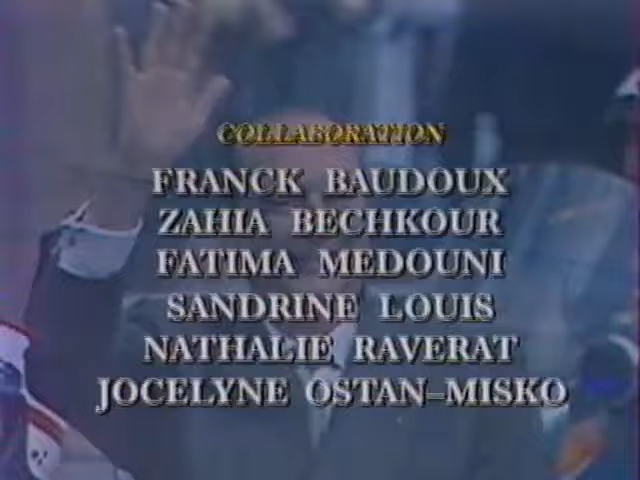 COLLABORATION
FRANCK BAUDOUX
ZAHIA BECHKOUR
FATIMA MEDOUNI
SANDRINE LOUIS
NATHALIE RAVERAT
JOCELYNE OSTAN-MISKO